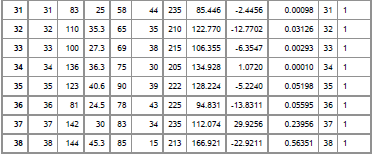 31 31 83 25 58 44 235 85.446 -2.4456 0.00098 31 1
32 32 110 35.3 65 35 210 122.770 -12.7702 0.03126 32 1
33 33 100 27.3 69 38 215 106.355 -6.3547 0.00293 33 1
34 34 136 36.3 75 30 205 134.928 1.0720 0.00010 34 1
35 35 123 40.6 90 39 222 128.224 -5.2240 0.05198 35 1
36 36 81 24.5 78 43 225 94.831 -13.8311 0.05595 36 1
37 37 142 30 83 34 235 112.074 29.9256 0.23956 37 1
38 38 144 45.3 85 15 213 166.921 -22.9211 0.56351 38 1